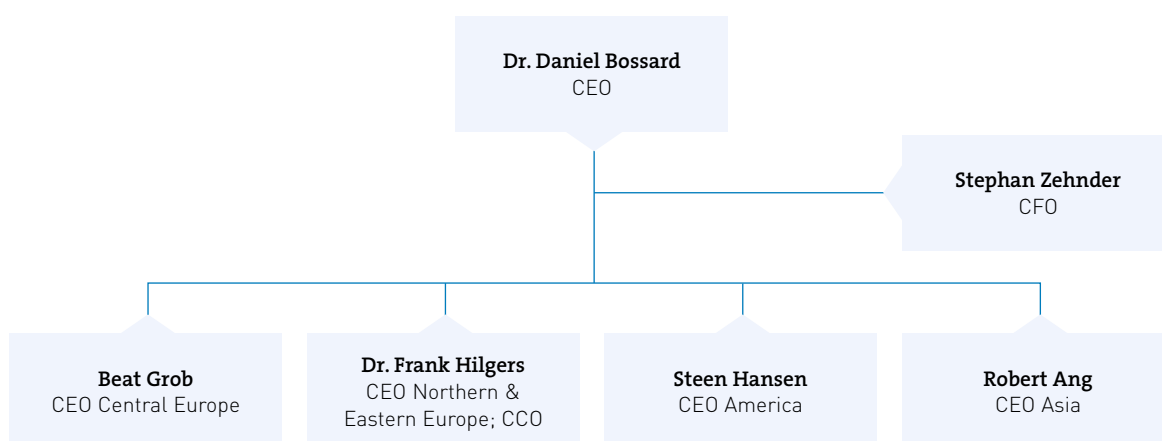 Dr. Daniel Bossard
CEO
Stephan Zehnder
CFO
Beat Grob
CEO Central Europe
Dr. Frank Hilgers
CEO Northern &
Eastern Europe; CCO
Steen Hansen
CEO America
Robert Ang
CEO Asia